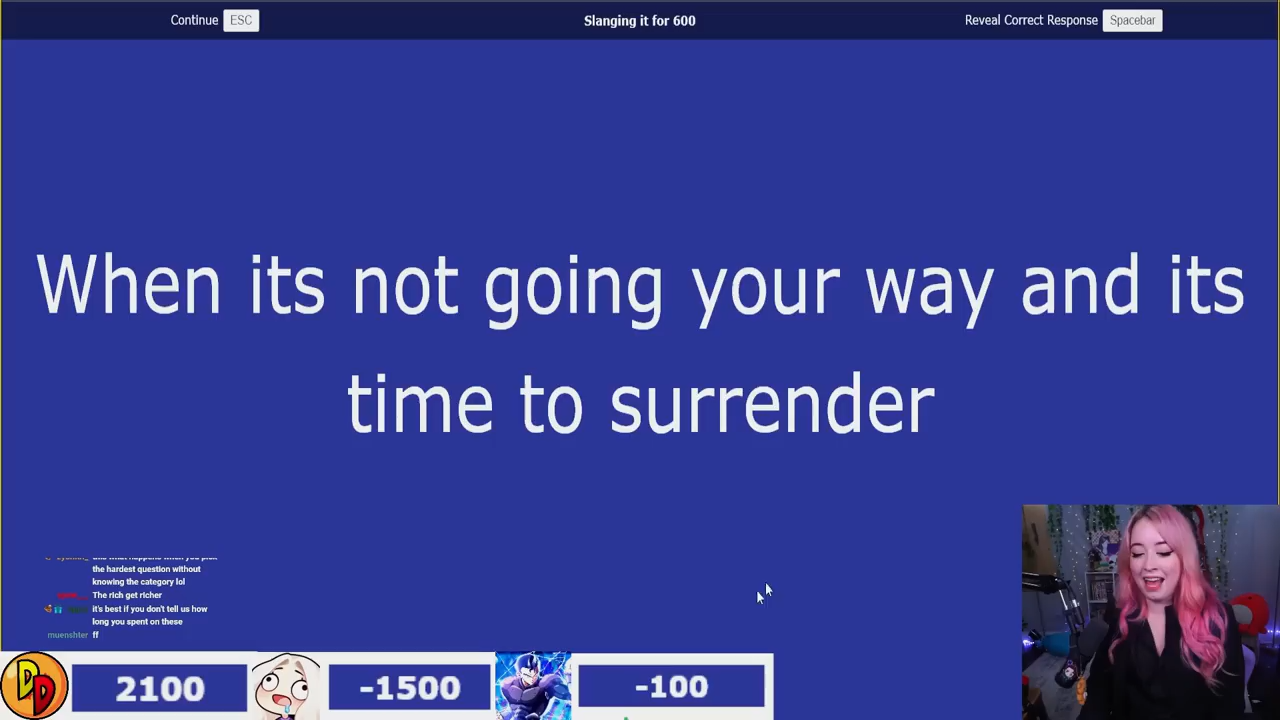 Continue ESC
Slanging it for 600
Reveal Correct Response Spacebar
When its not going your way and its
time to surrender
the hardest question without
knowing the category lol
The rich get richer
it's best if you don't tell us how
long you spent on these
muenshter ff
2100
-1500
-100